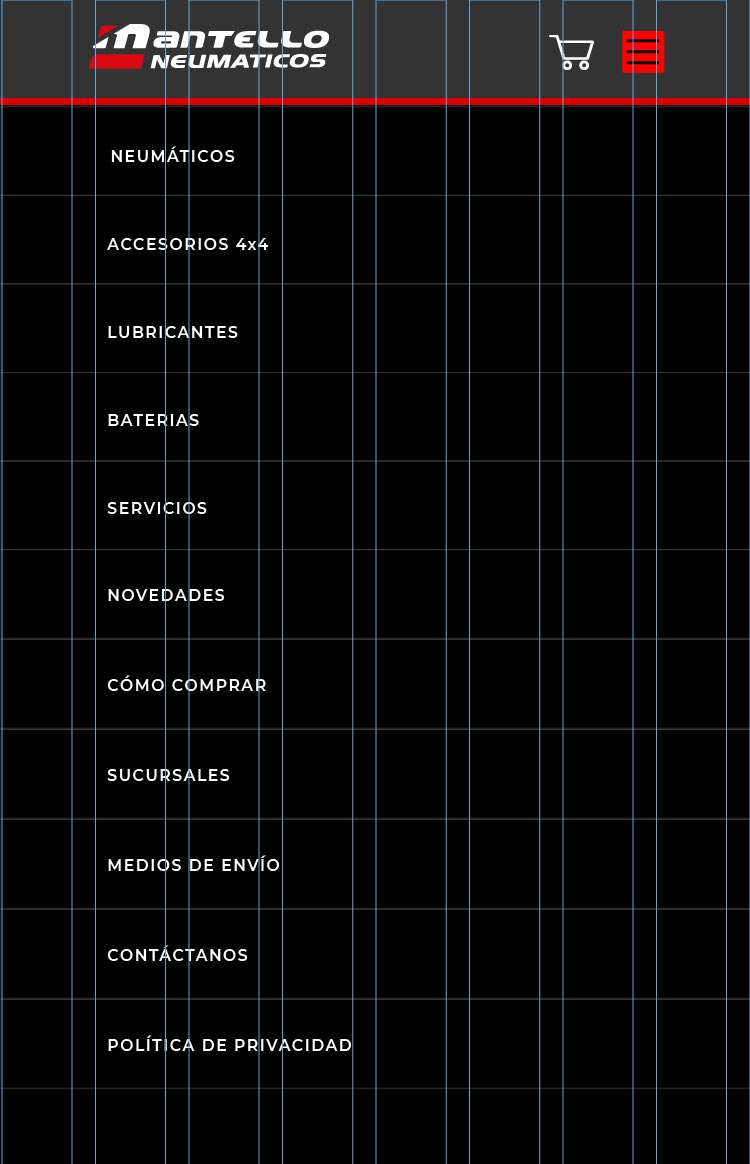 mantello
NEUMATICOS
NEUMÁTICOS
ACCESORIOS 4x4
LUBRICANTES
BATERIAS
SERVICIOS
NOVEDADES
CÓMO COMPRAR
SUCURSALES
MEDIOS DE ENVÍO
CONTÁCTANOS
POLÍTICA DE PRIVACIDAD